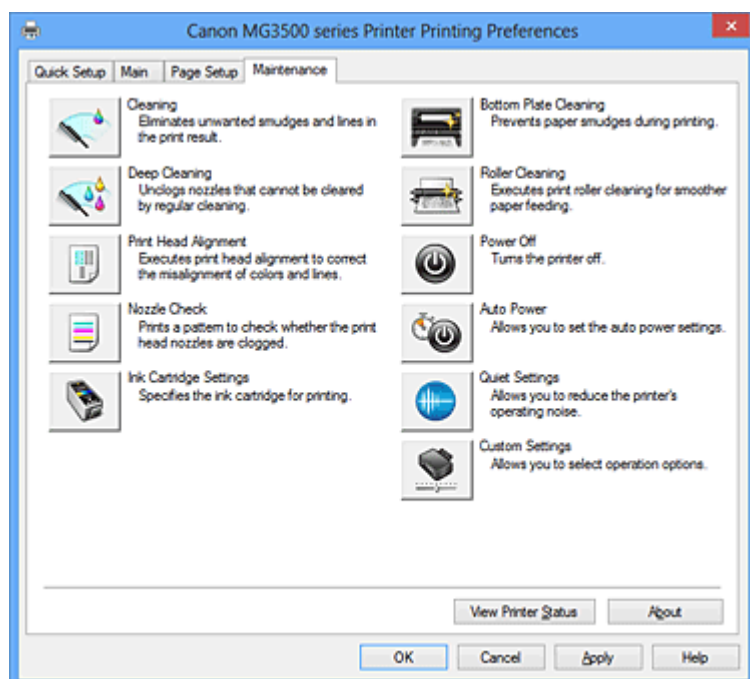 Canon MG3500 series Printer Printing Preferences
Quick Setup Main Page Setup Maintenance
Cleaning
Eliminates unwanted smudges and lines in
the print result.
Deep Cleaning
Unclogs nozzles that cannot be cleared
by regular cleaning.
Print Head Alignment
Executes print head alignment to correct
the misalignment of colors and lines.
Nozzle Check
Prints a pattern to check whether the print
head nozzles are clogged.
Ink Cartridge Settings
Specifies the ink cartridge for printing.
Bottom Plate Cleaning
Prevents paper smudges during printing.
Roller Cleaning
Executes print roller cleaning for smoother
paper feeding.
Power Off
Turns the printer off.
Auto Power
Allows you to set the auto power settings.
Quiet Settings
Allows you to reduce the printer's
operating noise.
Custom Settings
Allows you to select operation options.
View Printer Status About
OK Cancel Apply Help